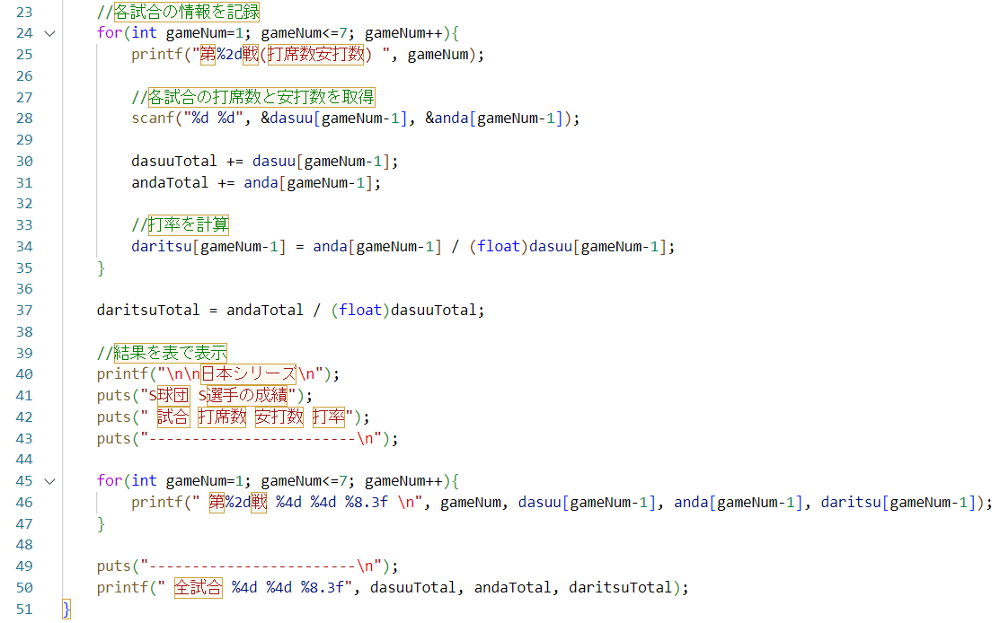 23 //各試合の情報を記録
24 for(int gameNum=1; gameNum<=7; gameNum++){
25 printf("第%2d戦(打席数安打数) ", gameNum);
26
27 //各試合の打席数と安打数を取得
28 scanf("%d %d", &dasuu[gameNum-1], &anda[gameNum-1]);
29
30 dasuuTotal += dasuu[gameNum-1];
31 andaTotal += anda[gameNum-1];
32
33 //打率を計算
34 daritsu[gameNum-1] = anda[gameNum-1] / (float)dasuu[gameNum-1];
35 }
36
37 daritsuTotal = andaTotal / (float)dasuuTotal;
38
39 //結果を表で表示
40 printf("\n\n日本シリーズ\n");
41 puts("S球団 S選手の成績");
42 puts(" 試合 打席数 安打数 打率");
43 puts("------------------------\n");
44
45 for(int gameNum=1; gameNum<=7; gameNum++){
46 printf(" 第%2d戦 %4d %4d %8.3f \n", gameNum, dasuu[gameNum-1], anda[gameNum-1], daritsu[gameNum-1]);
47 }
48
49 puts("------------------------\n");
50 printf(" 全試合 %4d %4d %8.3f", dasuuTotal, andaTotal, daritsuTotal);
51 }